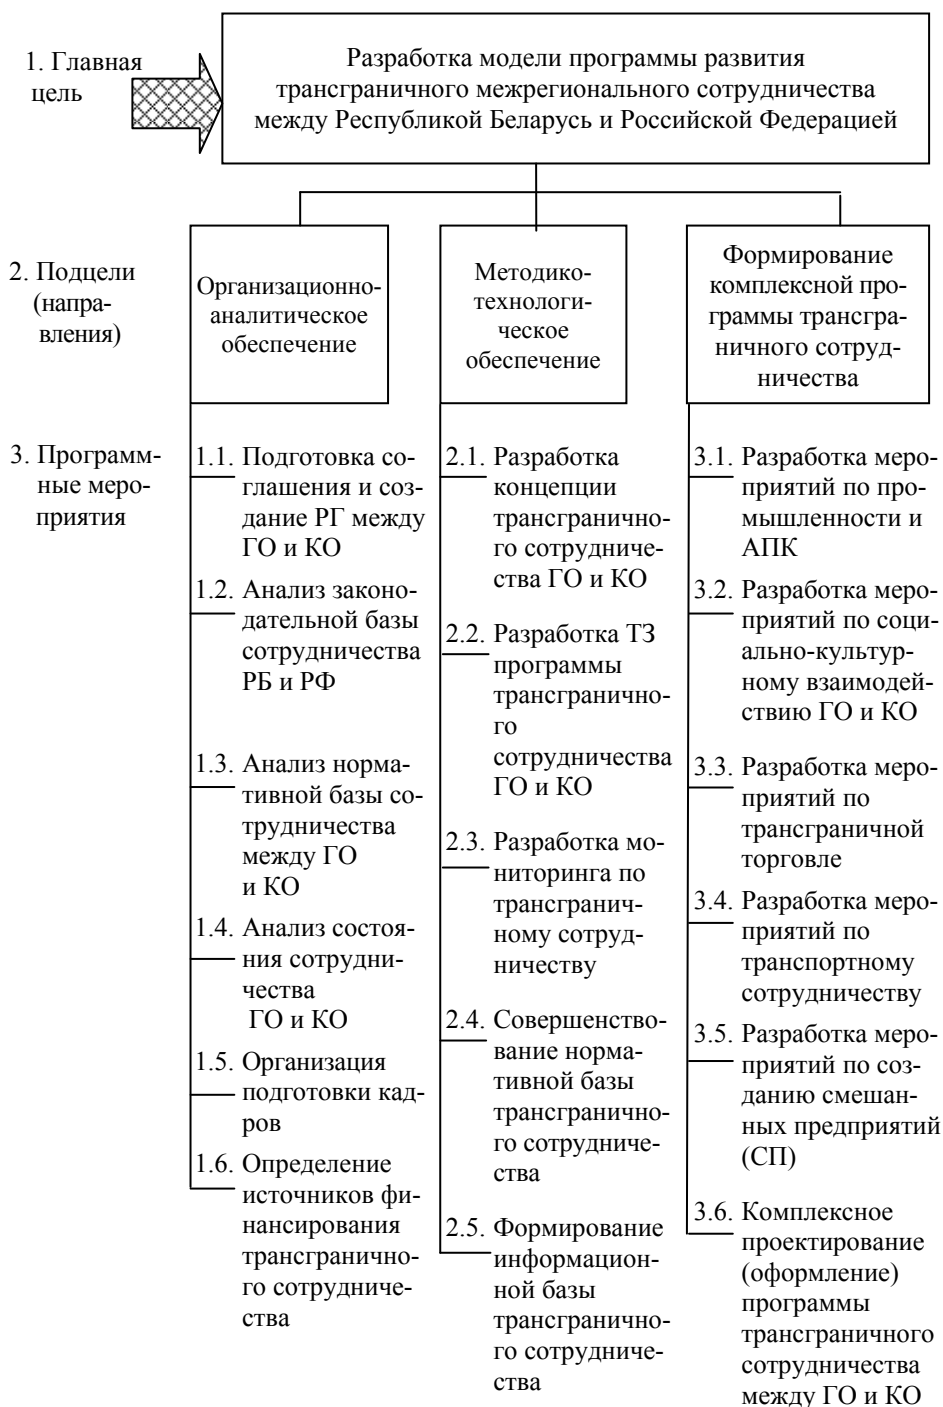 1. Главная
цель
Разработка модели программы развития
трансграничного межрегионального сотрудничества
между Республикой Беларусь и Российской Федерацией
2. Подцели
(напра-
вления)
Организационно-
аналитическое
обеспечение
Методико-
технологи-
ческое
обеспечение
Формирование
комплексной про-
граммы трансгра-
ничного сотруд-
ничества
3. Программ-
ные меро-
приятия
1.1. Подготовка со-
глашения и соз-
дание РГ между
ГО и КО
1.2. Анализ законо-
дательной базы
сотрудничества
РБ и РФ
1.3. Анализ норма-
тивной базы со-
трудничества
между ГО
и КО
1.4. Анализ состоя-
ния сотрудни-
чества
ГО и КО
1.5. Организация
подготовки кад-
ров
1.6. Определение
источников фи-
нансирования
трансгранично-
го сотрудниче-
ства
2.1. Разработка
концепции
трансгранично-
го сотрудниче-
ства ГО и КО
2.2. Разработка ТЗ
программы
трансгранично-
го
сотрудничества
ГО и КО
2.3. Разработка мо-
ниторинга по
трансгранич-
ному сотруд-
ничеству
2.4. Совершенство-
вание норма-
тивной базы
трансгранично-
го сотрудниче-
ства
2.5. Формирование
информацион-
ной базы
трансгранично-
го сотрудниче-
ства
3.1. Разработка меро-
приятий по про-
мышленности и
АПК
3.2. Разработка меро-
приятий по соци-
ально-культур-
ному взаимодей-
ствию ГО и КО
3.3. Разработка меро-
приятий по
трансграничной
торговле
3.4. Разработка меро-
приятий по
транспортному
сотрудничеству
3.5. Разработка меро-
приятий по соз-
данию смешан-
ных предприятий
(СП)
3.6. Комплексное
проектирование
(оформление)
программы
трансграничного
сотрудничества
между ГО и КО